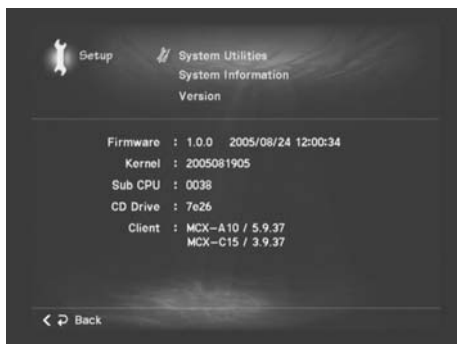 Setup
System Utilities
System Information
Version
Firmware : 1.0.0 2005/08/24 12:00:34
Kernel : 2005081905
Sub CPU : 0038
CD Drive : 7e26
Client : MCX-A10 / 5.9.37
MCX-C15 / 3.9.37
Back